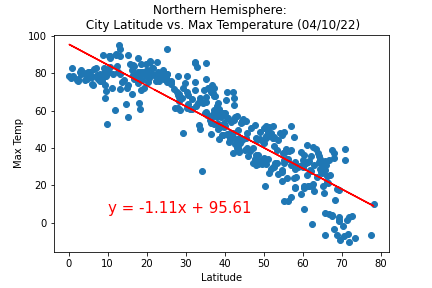 Northern Hemisphere:
City Latitude vs. Max Temperature (04/10/22)
100
80
60
40
20
0
Max Temp
y = -1.11x + 95.61
0 10 20 30 40 50 60 70 80
Latitude